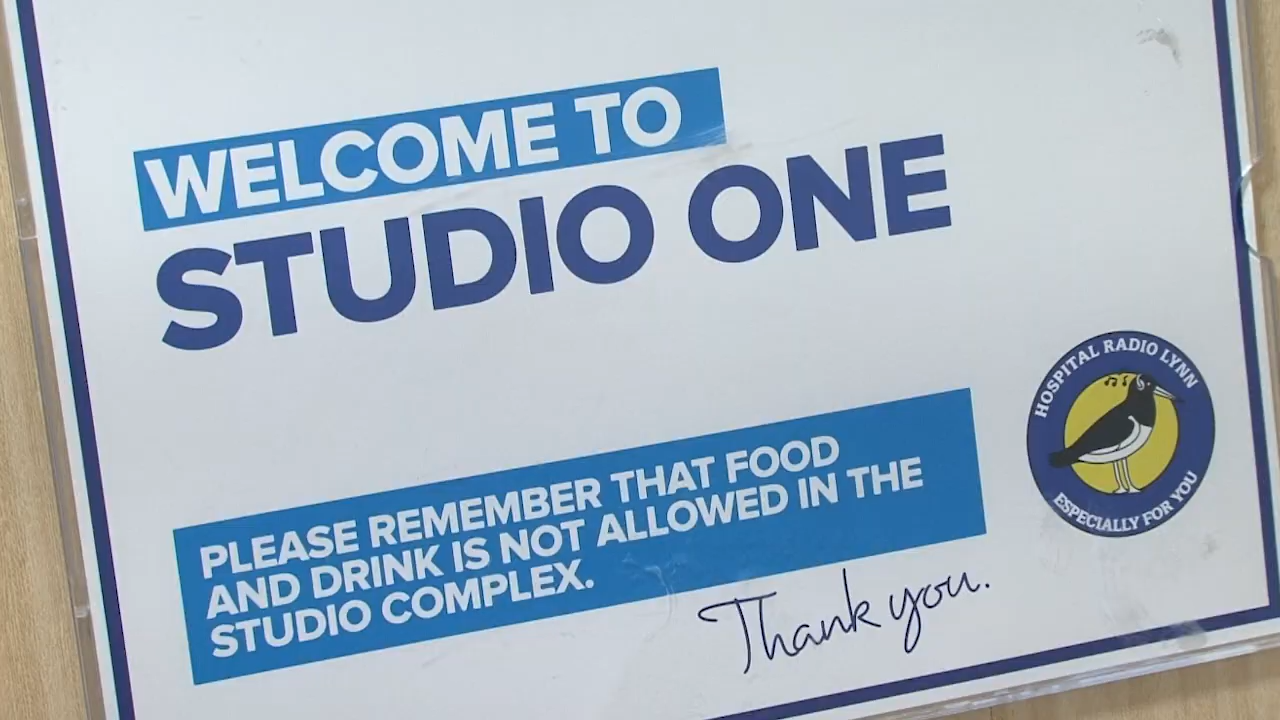 WELCOME TO
STUDIO ONE
HOSPITAL RADIO LYNN
ESPECIALLY FOR YOU
PLEASE REMEMBER THAT FOOD
AND DRINK IS NOT ALLOWED IN THE
STUDIO COMPLEX.
Thank you.